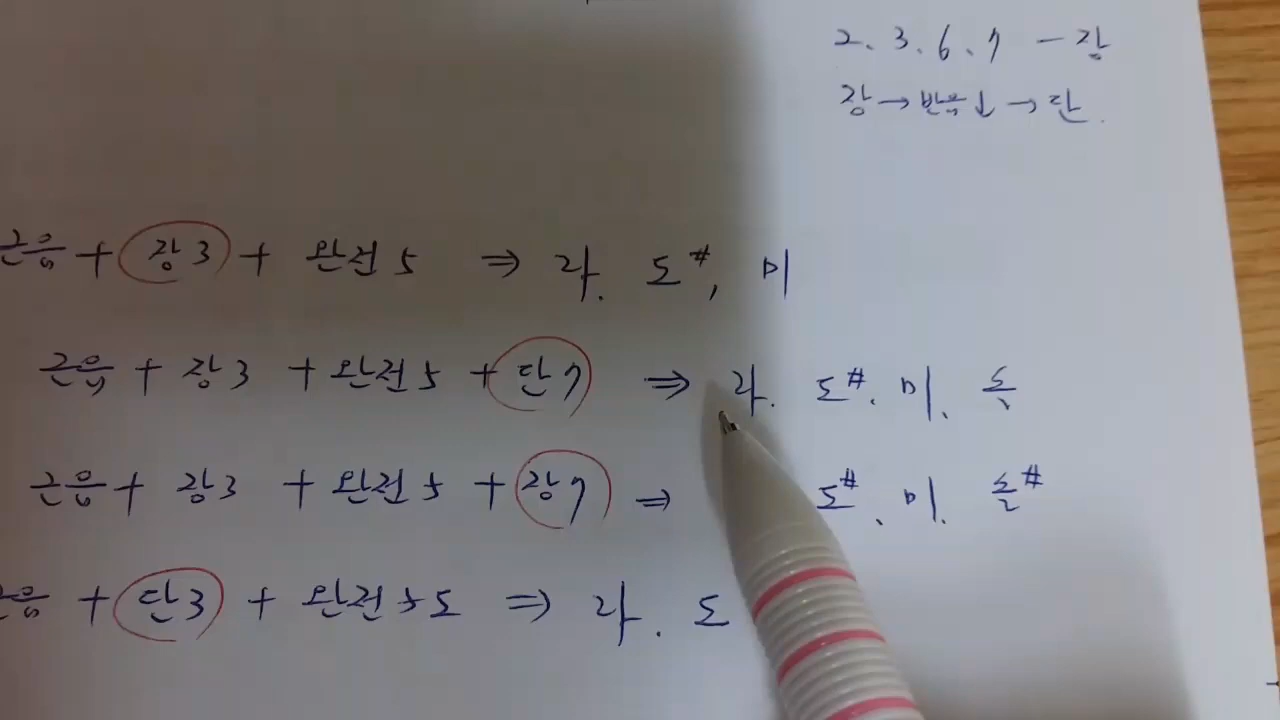 2. 3. 6. 7 - 장
장 → 반음↓ → 단.
근음 + 장3 + 완전5 ⇒ 라. 도#, 미
근음 + 장3 + 완전5 + 단7 ⇒ 라. 도#. 미. 솔
근음 + 장3 + 완전5 + 장7 ⇒ 도#. 미. 솔#
근음 + 단3 + 완전5도 ⇒ 라. 도